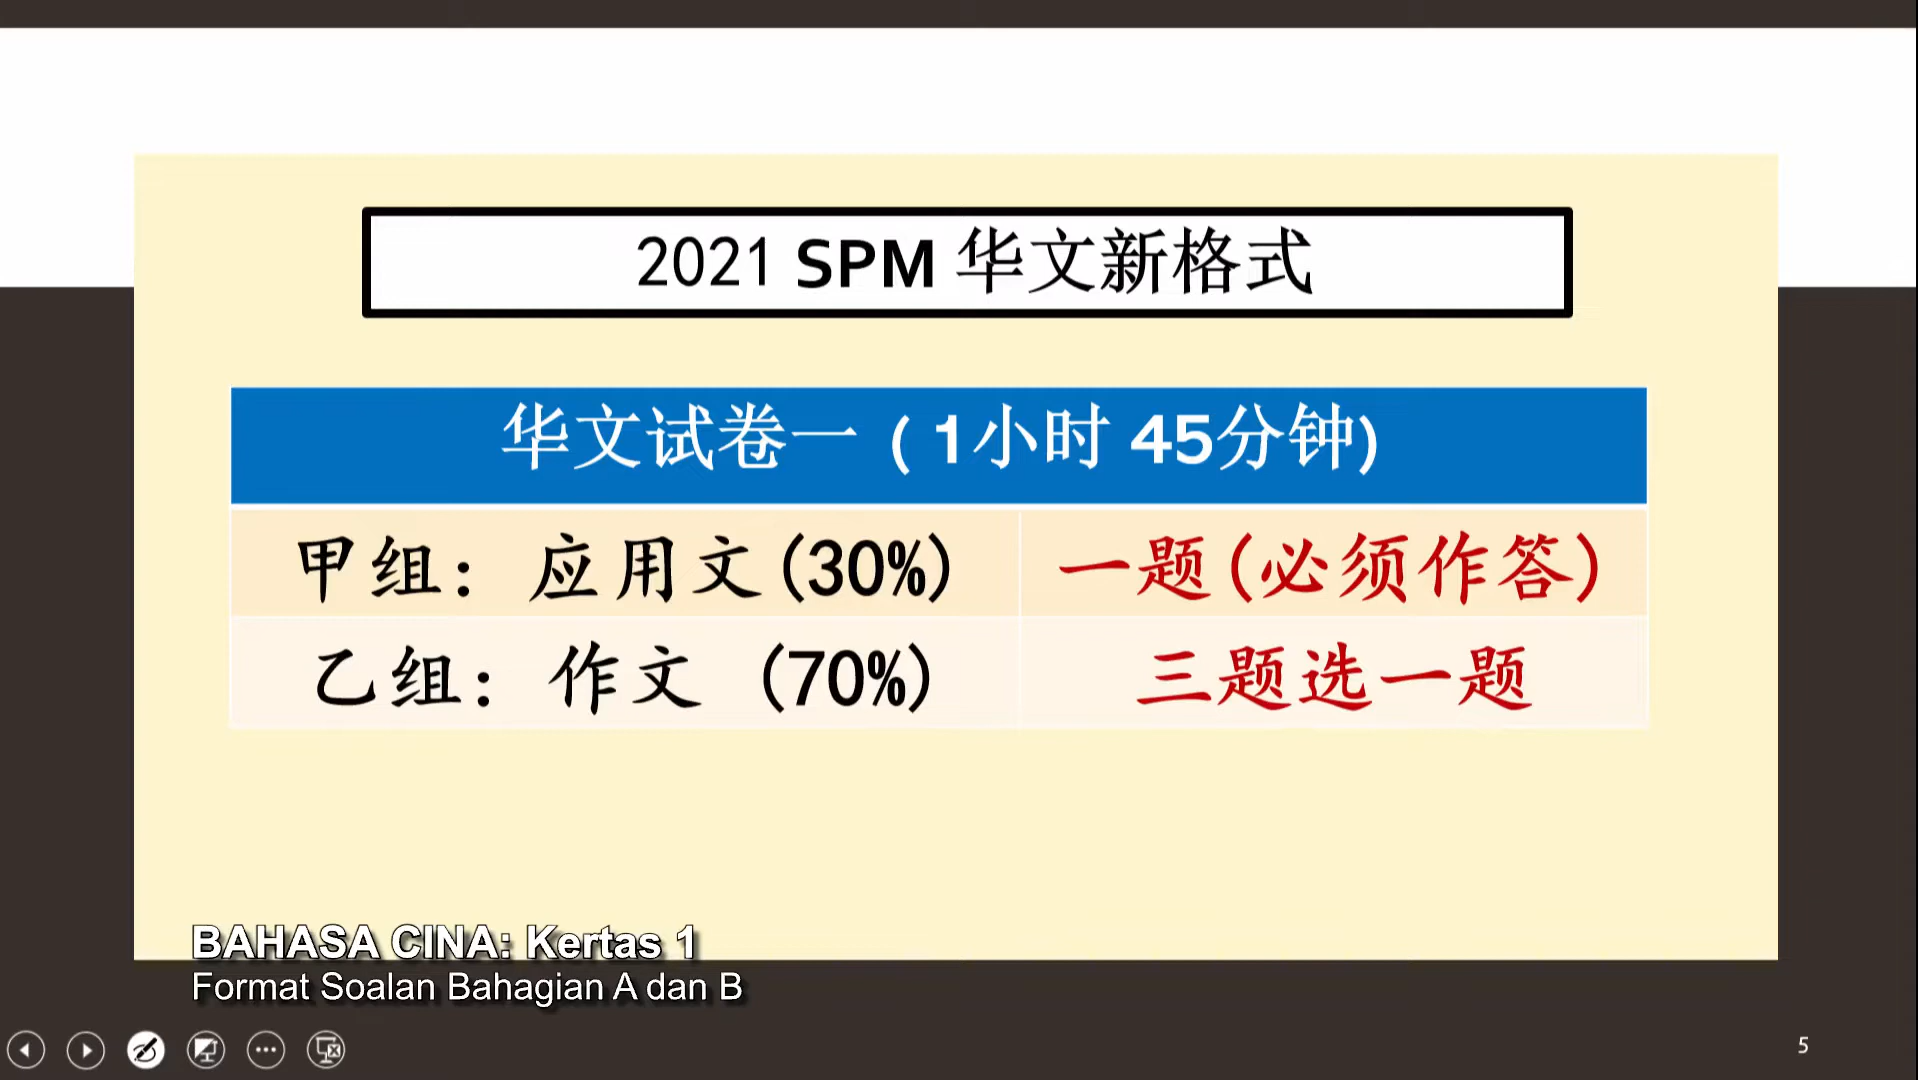 2021 SPM 华文新格式
华文试卷一 ( 1小时 45分钟)
甲组：应用文(30%) 一题(必须作答)
乙组：作文 (70%) 三题选一题
BAHASA CINA: Kertas 1
Format Soalan Bahagian A dan B
5